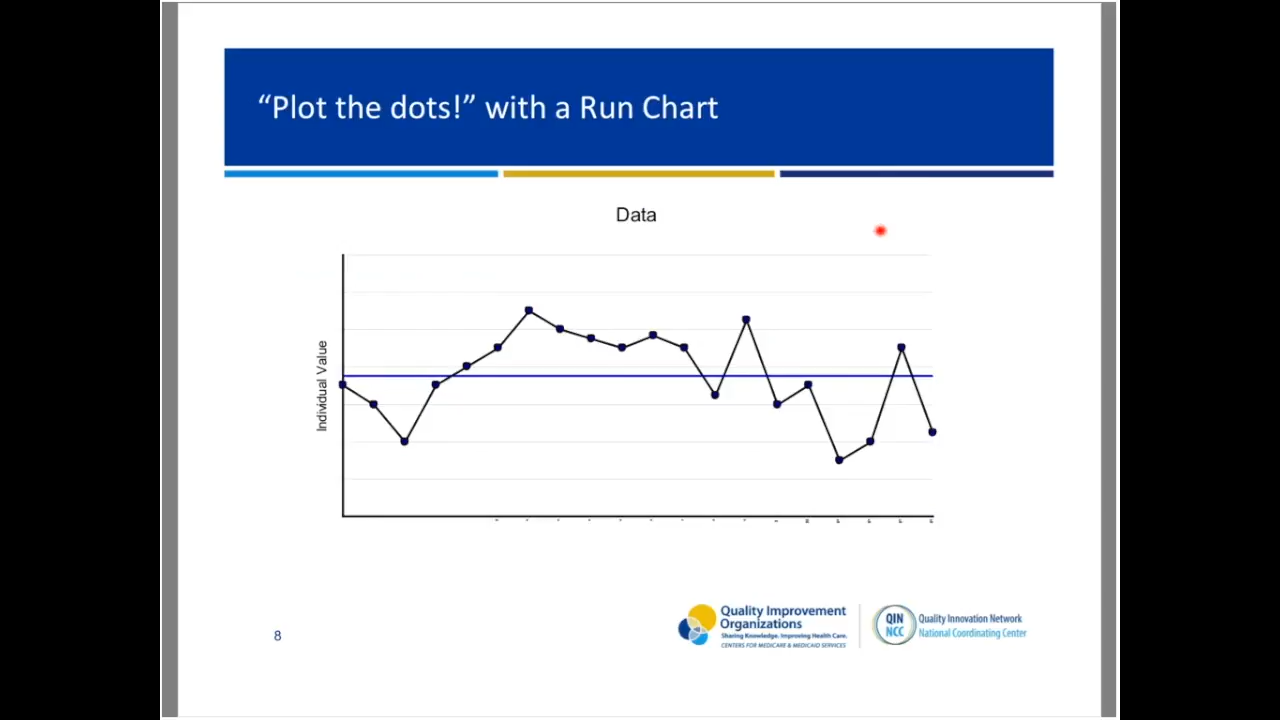 “Plot the dots!” with a Run Chart
Data
Individual Value
8
Quality Improvement
Organizations
Sharing Knowledge. Improving Health Care.
CENTERS FOR MEDICARE & MEDICAID SERVICES
QIN
NCC
Quality Innovation Network
National Coordinating Center